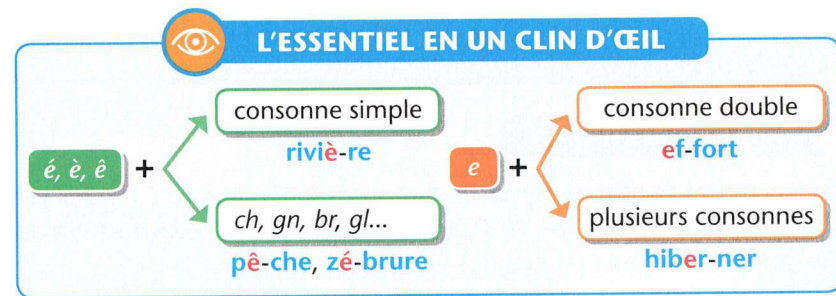 L'ESSENTIEL EN UN CLIN D'ŒIL
é, è, ê +
consonne simple
riviè-re
ch, gn, br, gl...
pê-che, zé-brure
e +
consonne double
ef-fort
plusieurs consonnes
hiber-ner